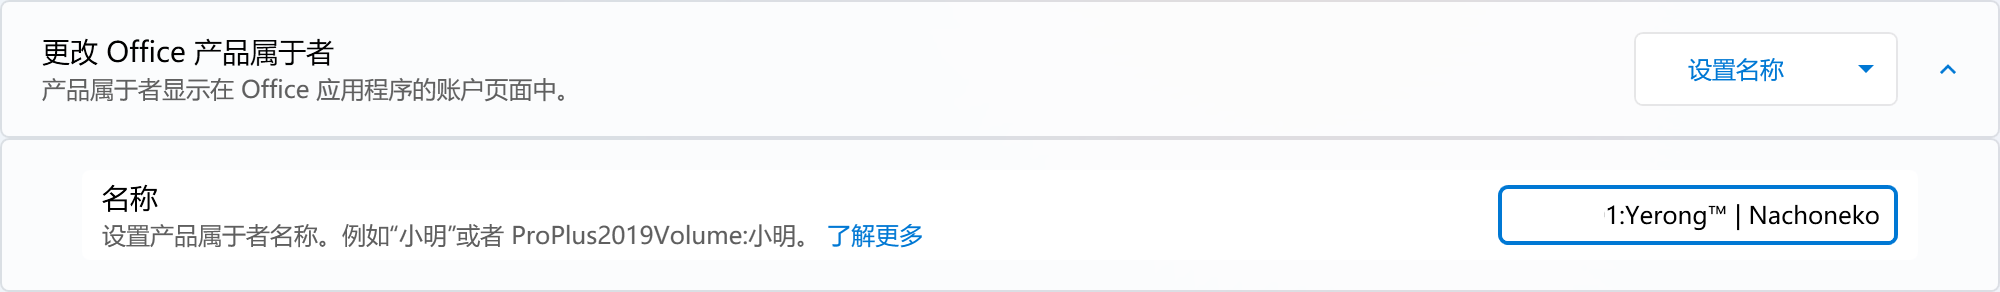 更改 Office 产品属于者
产品属于者显示在 Office 应用程序的账户页面中。
设置名称
名称
设置产品属于者名称。例如“小明”或者 ProPlus2019Volume:小明。 了解更多
1:Yerong™ | Nachoneko